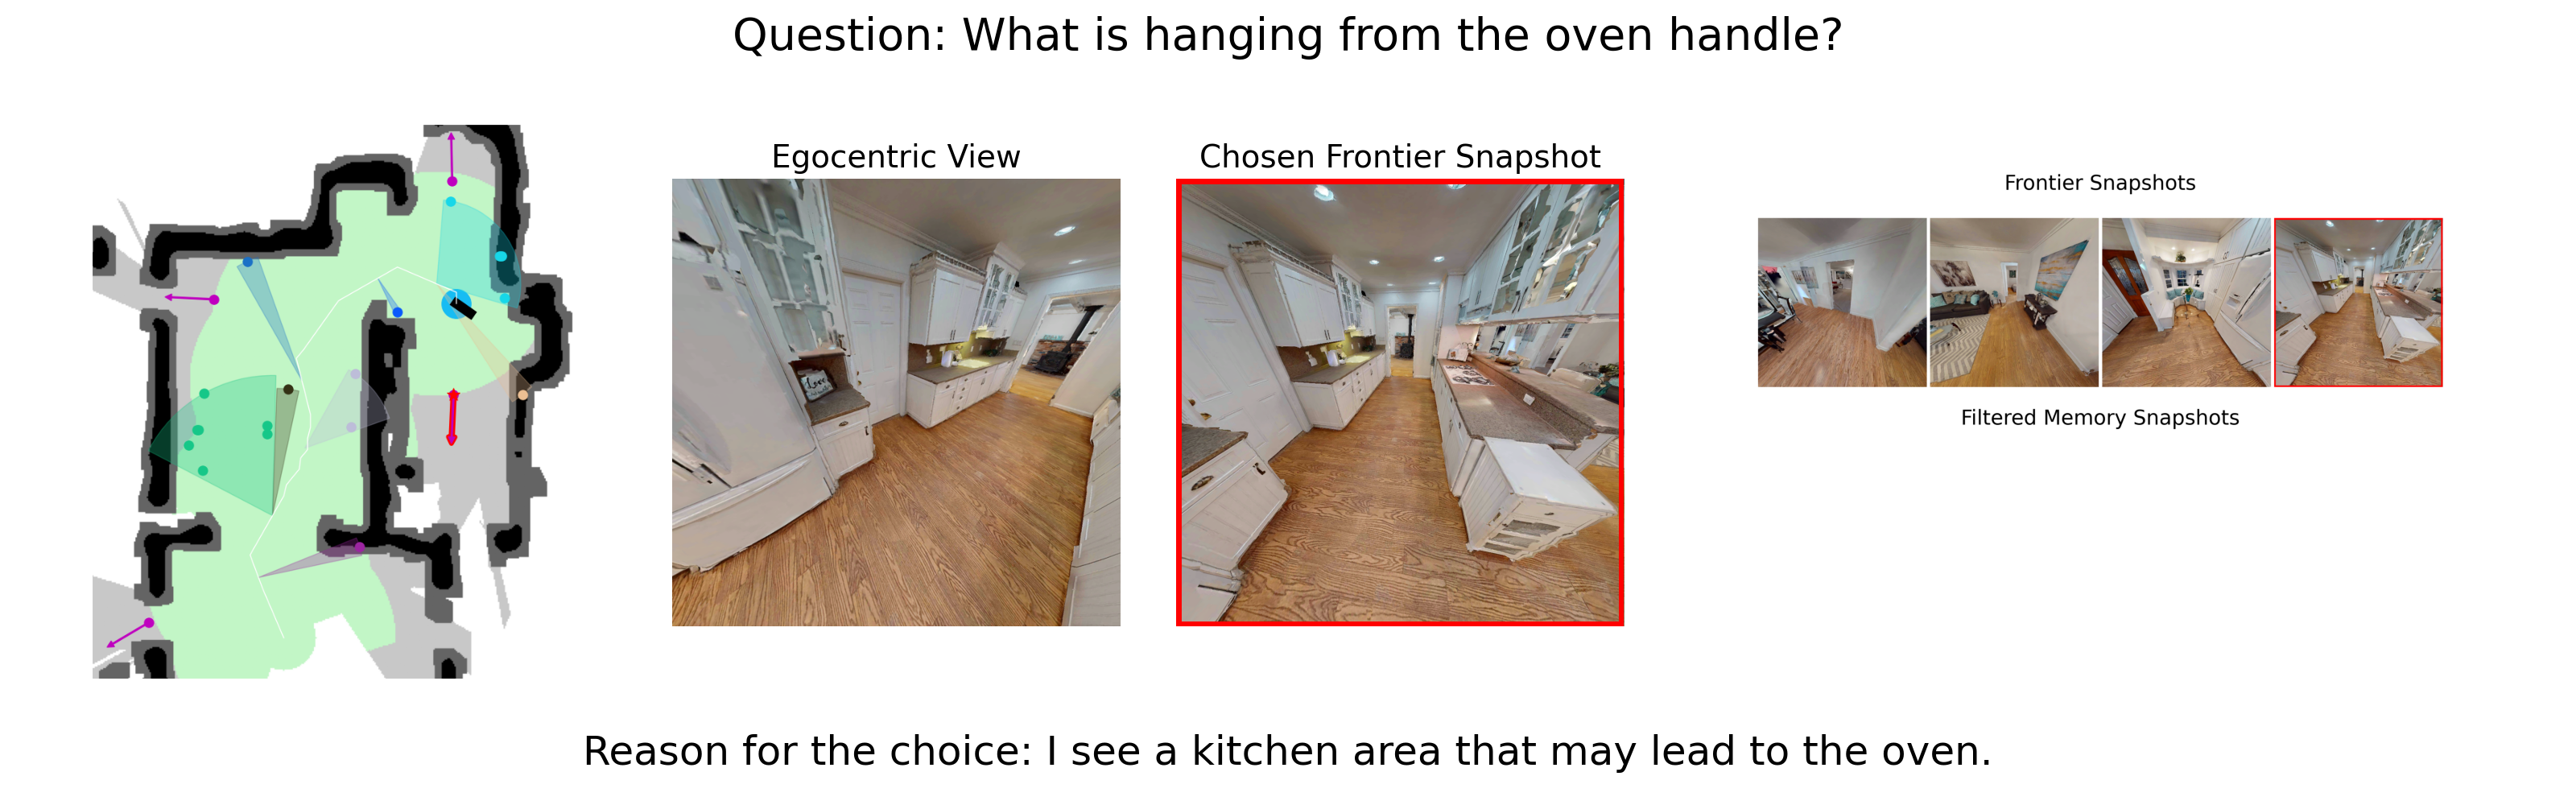 Question: What is hanging from the oven handle?
Egocentric View
Chosen Frontier Snapshot
Frontier Snapshots
Filtered Memory Snapshots
Reason for the choice: I see a kitchen area that may lead to the oven.